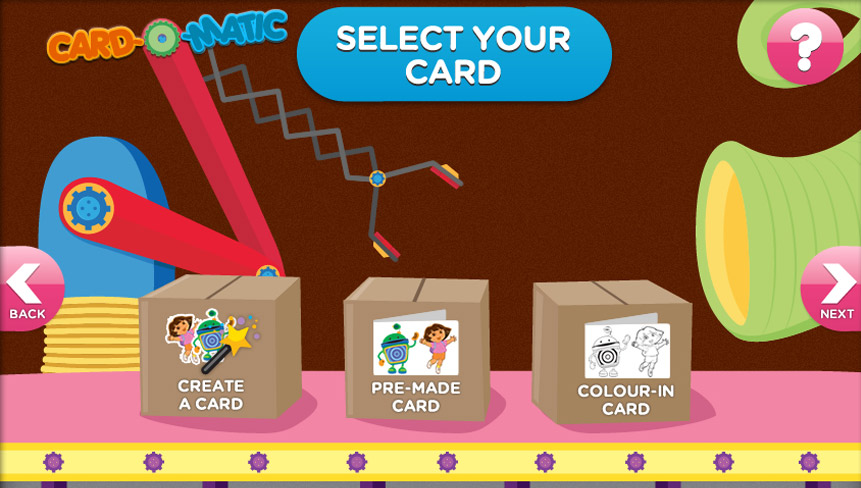 CARD-O-MATIC
SELECT YOUR
CARD
?
BACK
NEXT
CREATE
A CARD
PRE-MADE
CARD
COLOUR-IN
CARD